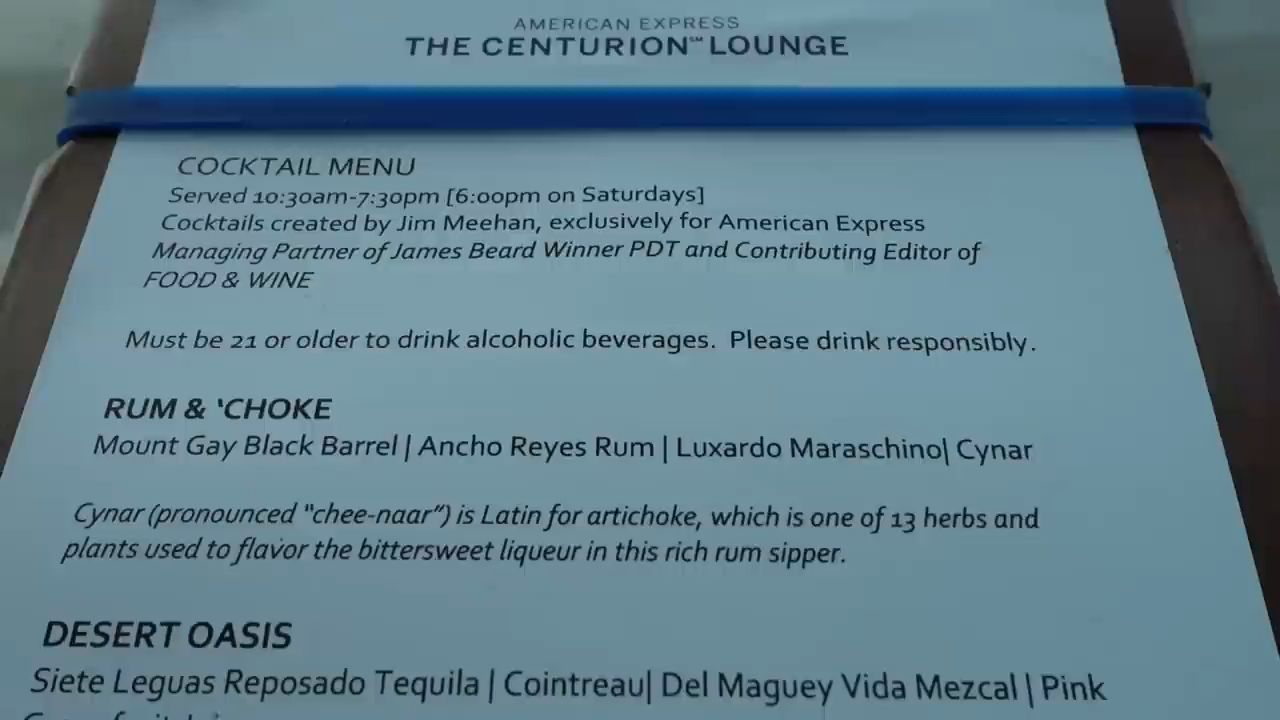 AMERICAN EXPRESS
THE CENTURION℠ LOUNGE
COCKTAIL MENU
Served 10:30am-7:30pm [6:00pm on Saturdays]
Cocktails created by Jim Meehan, exclusively for American Express
Managing Partner of James Beard Winner PDT and Contributing Editor of
FOOD & WINE
Must be 21 or older to drink alcoholic beverages. Please drink responsibly.
RUM & 'CHOKE
Mount Gay Black Barrel | Ancho Reyes Rum | Luxardo Maraschino| Cynar
Cynar (pronounced "chee-naar") is Latin for artichoke, which is one of 13 herbs and
plants used to flavor the bittersweet liqueur in this rich rum sipper.
DESERT OASIS
Siete Leguas Reposado Tequila | Cointreau| Del Maguey Vida Mezcal | Pink